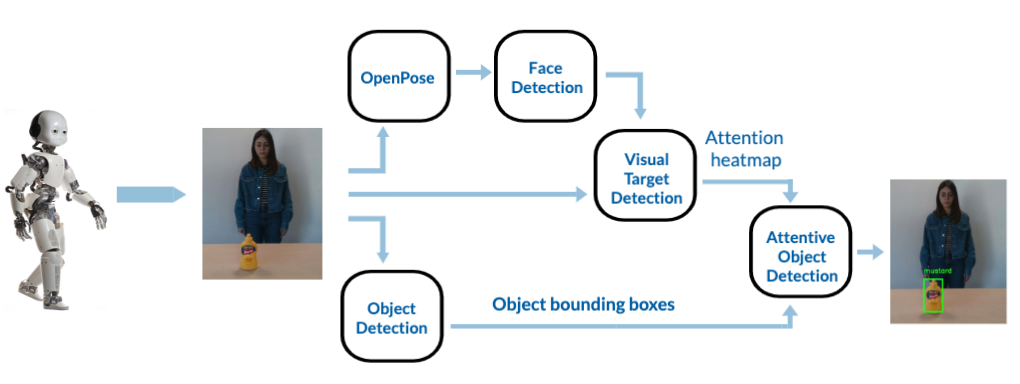 OpenPose
Face
Detection
Visual
Target
Detection
Attention
heatmap
Attentive
Object
Detection
mustard
Object
Detection
Object bounding boxes